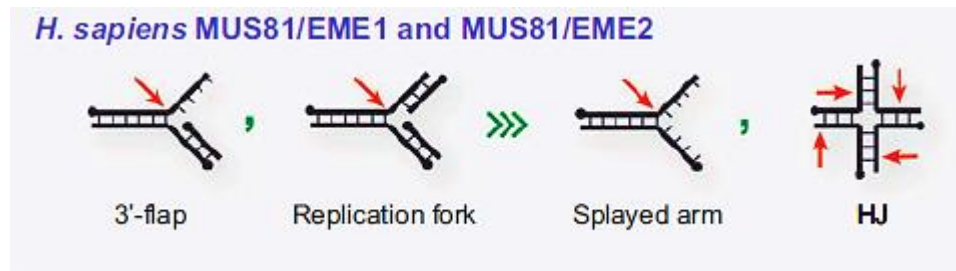 H. sapiens MUS81/EME1 and MUS81/EME2
, >>> ,
3'-flap Replication fork Splayed arm HJ